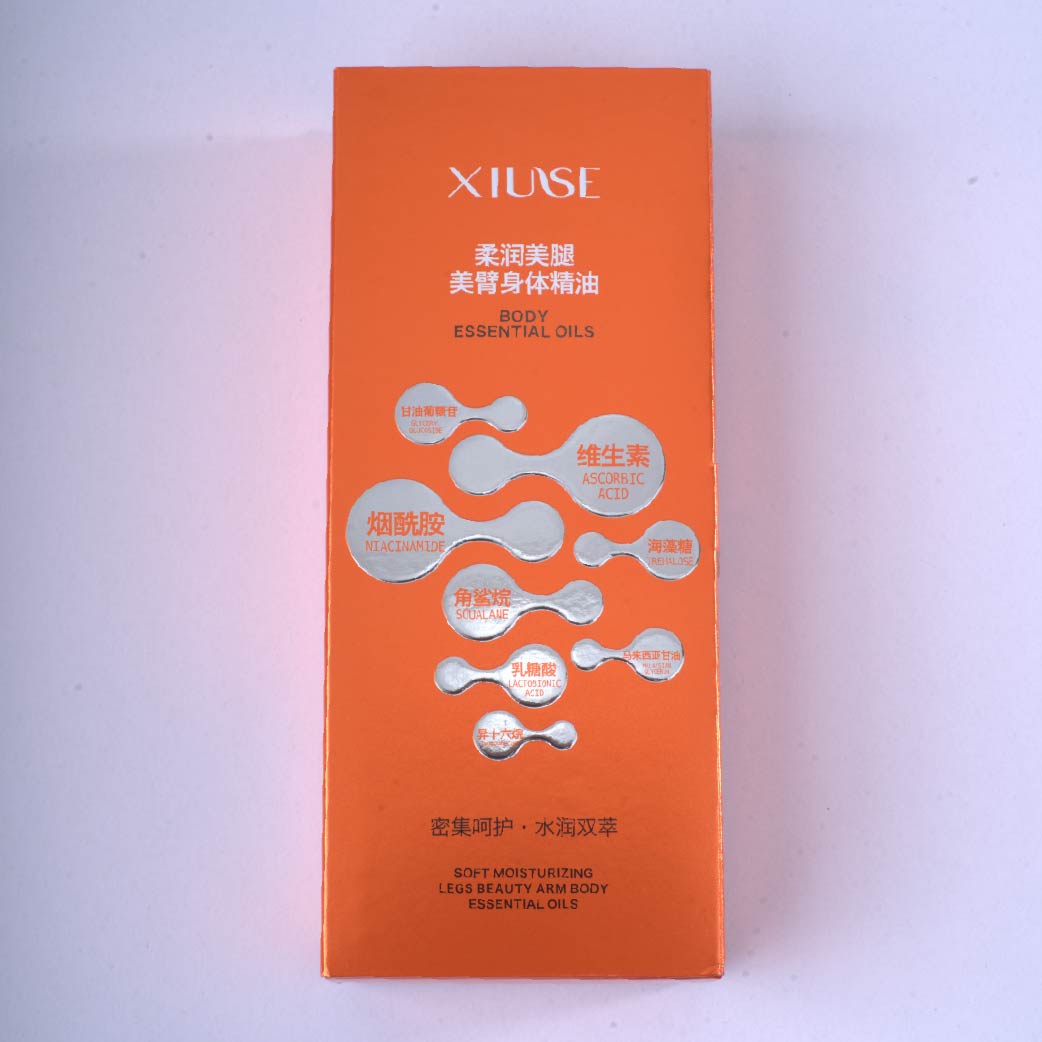 XIUSE
柔润美腿
美臂身体精油
BODY
ESSENTIAL OILS
甘油葡糖苷
GLUCOSIDE
维生素
ASCORBIC
ACID
烟酰胺
NIACINAMIDE
海藻糖
TREHALOSE
角鲨烷
SQUALANE
乳糖酸
LACTOBIONIC
ACID
马来西亚甘油
MALAYSIAN
GLYCERIN
异十六烷
密集呵护·水润双萃
SOFT MOISTURIZING
LEGS BEAUTY ARM BODY
ESSENTIAL OILS